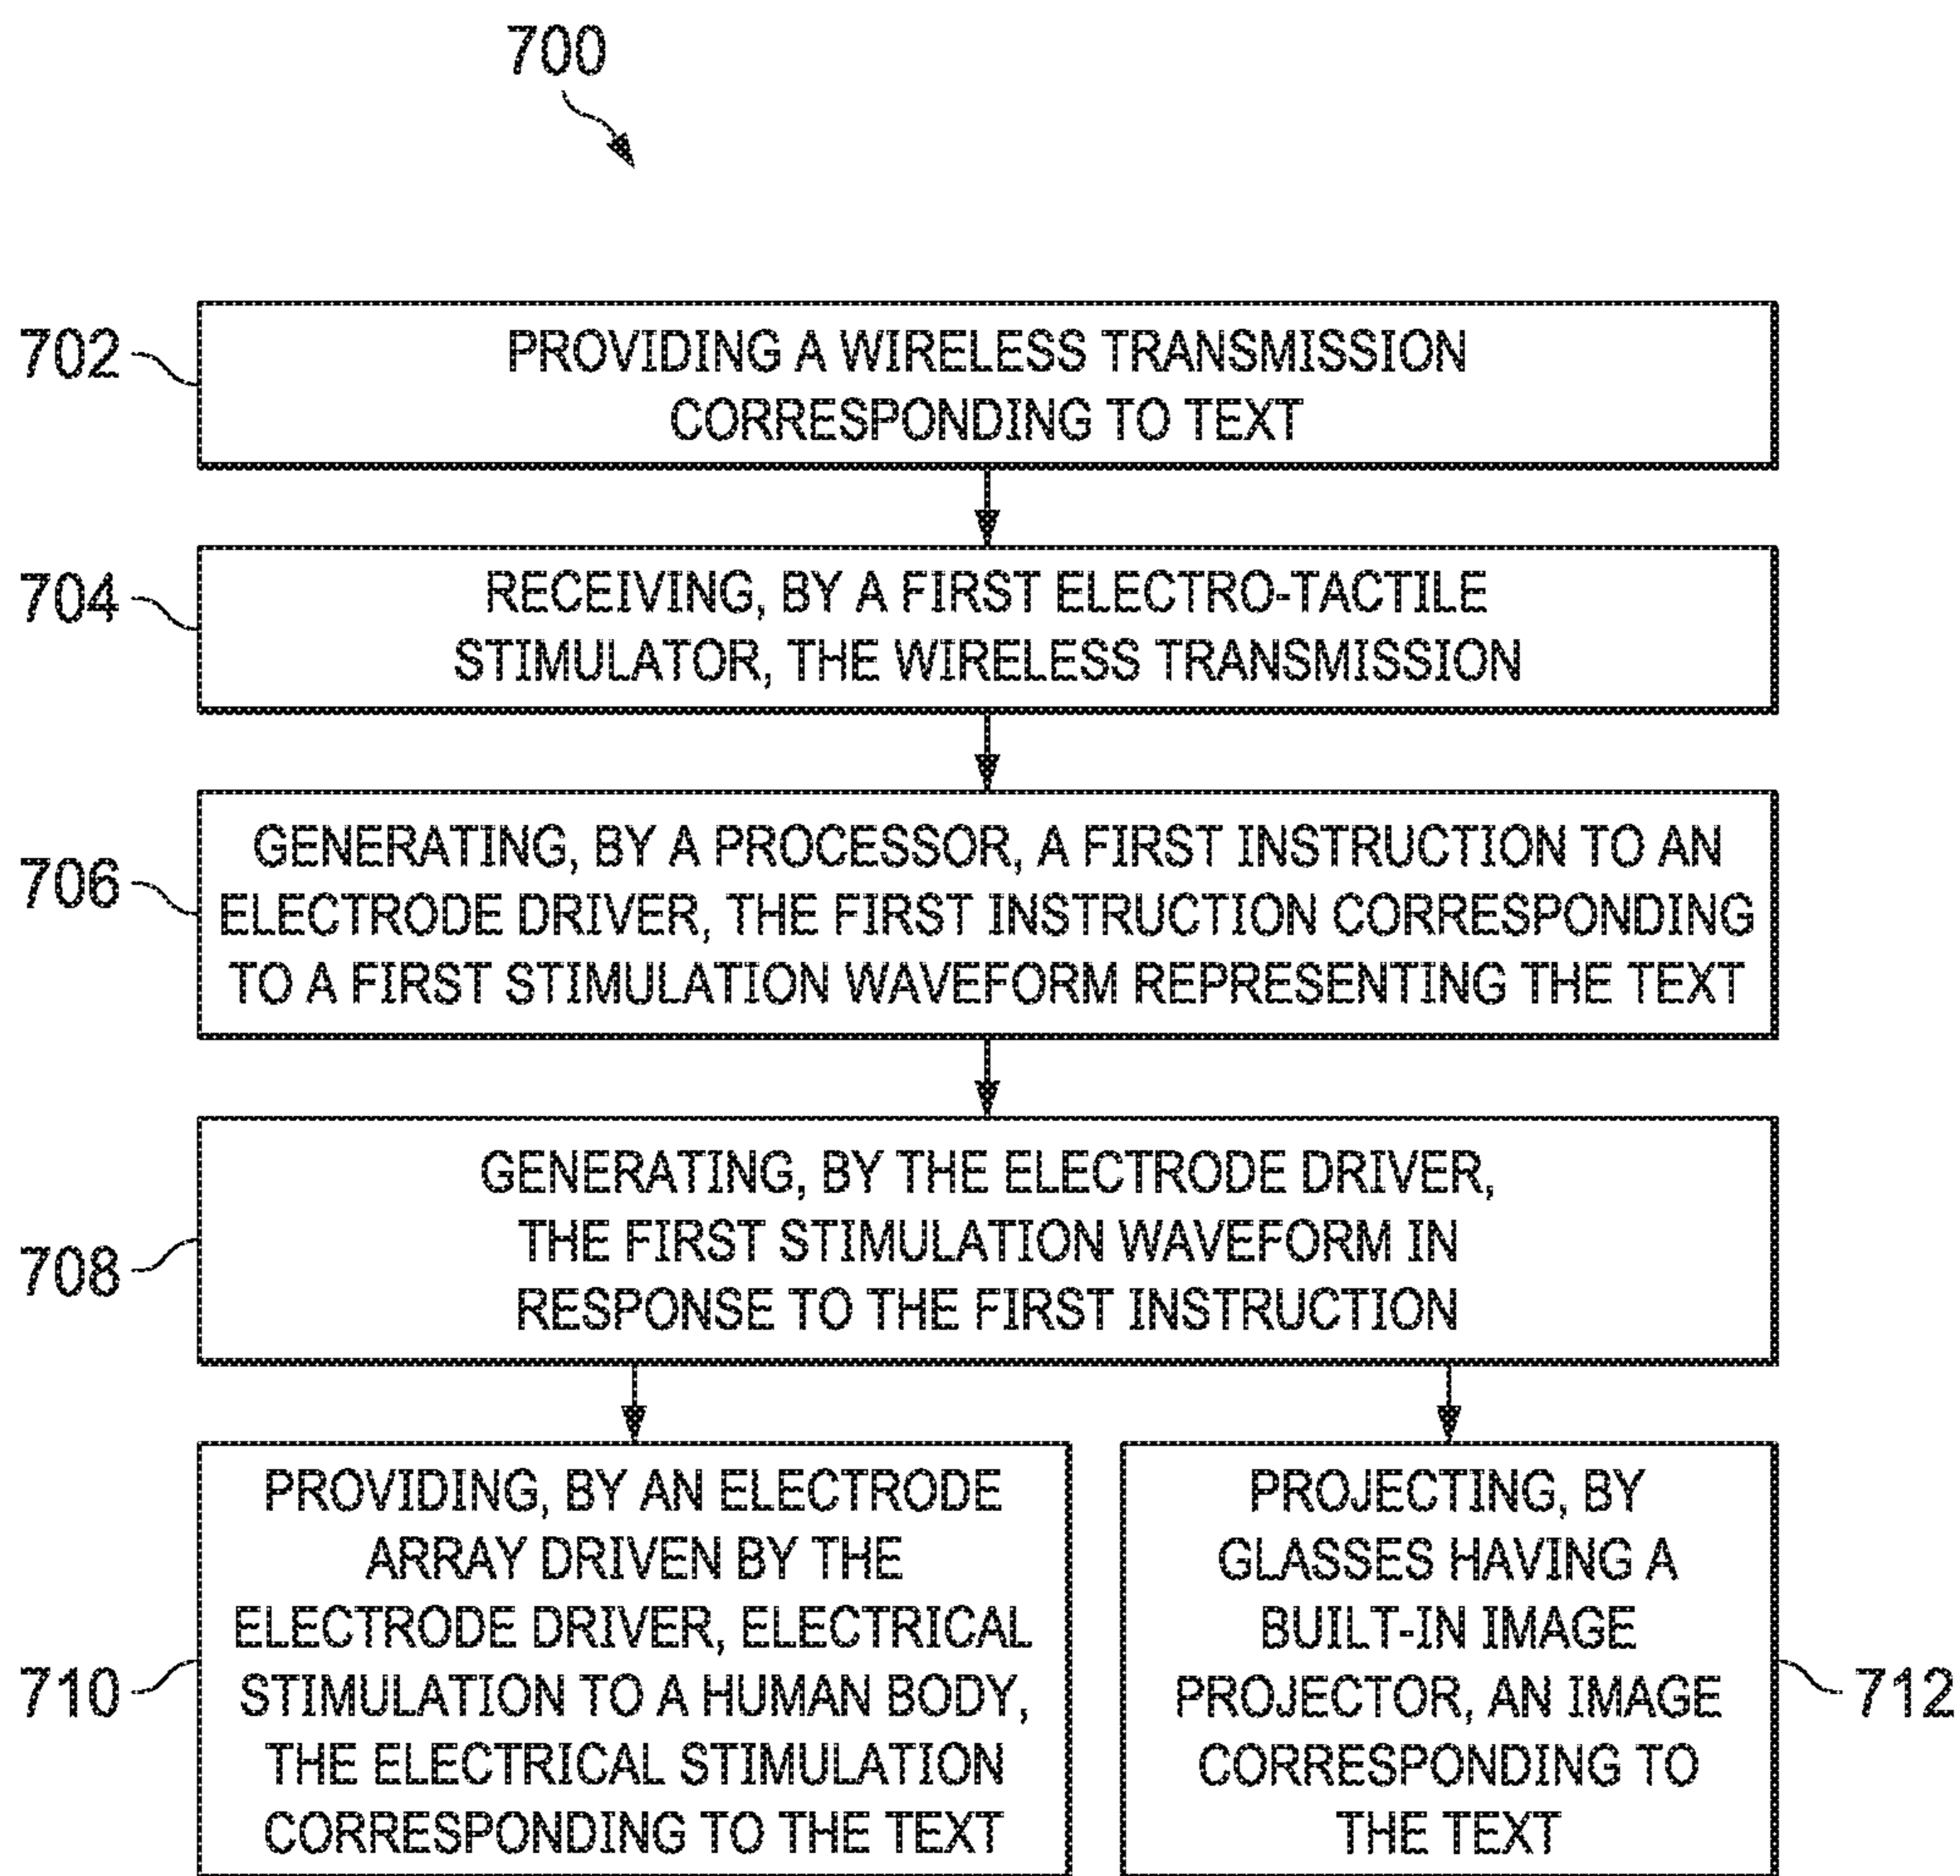 700
702
PROVIDING A WIRELESS TRANSMISSION
CORRESPONDING TO TEXT
704
RECEIVING, BY A FIRST ELECTRO-TACTILE
STIMULATOR, THE WIRELESS TRANSMISSION
706
GENERATING, BY A PROCESSOR, A FIRST INSTRUCTION TO AN
ELECTRODE DRIVER, THE FIRST INSTRUCTION CORRESPONDING
TO A FIRST STIMULATION WAVEFORM REPRESENTING THE TEXT
708
GENERATING, BY THE ELECTRODE DRIVER,
THE FIRST STIMULATION WAVEFORM IN
RESPONSE TO THE FIRST INSTRUCTION
710
PROVIDING, BY AN ELECTRODE
ARRAY DRIVEN BY THE
ELECTRODE DRIVER, ELECTRICAL
STIMULATION TO A HUMAN BODY,
THE ELECTRICAL STIMULATION
CORRESPONDING TO THE TEXT
PROJECTING, BY
GLASSES HAVING A
BUILT-IN IMAGE
PROJECTOR, AN IMAGE
CORRESPONDING TO
THE TEXT
712